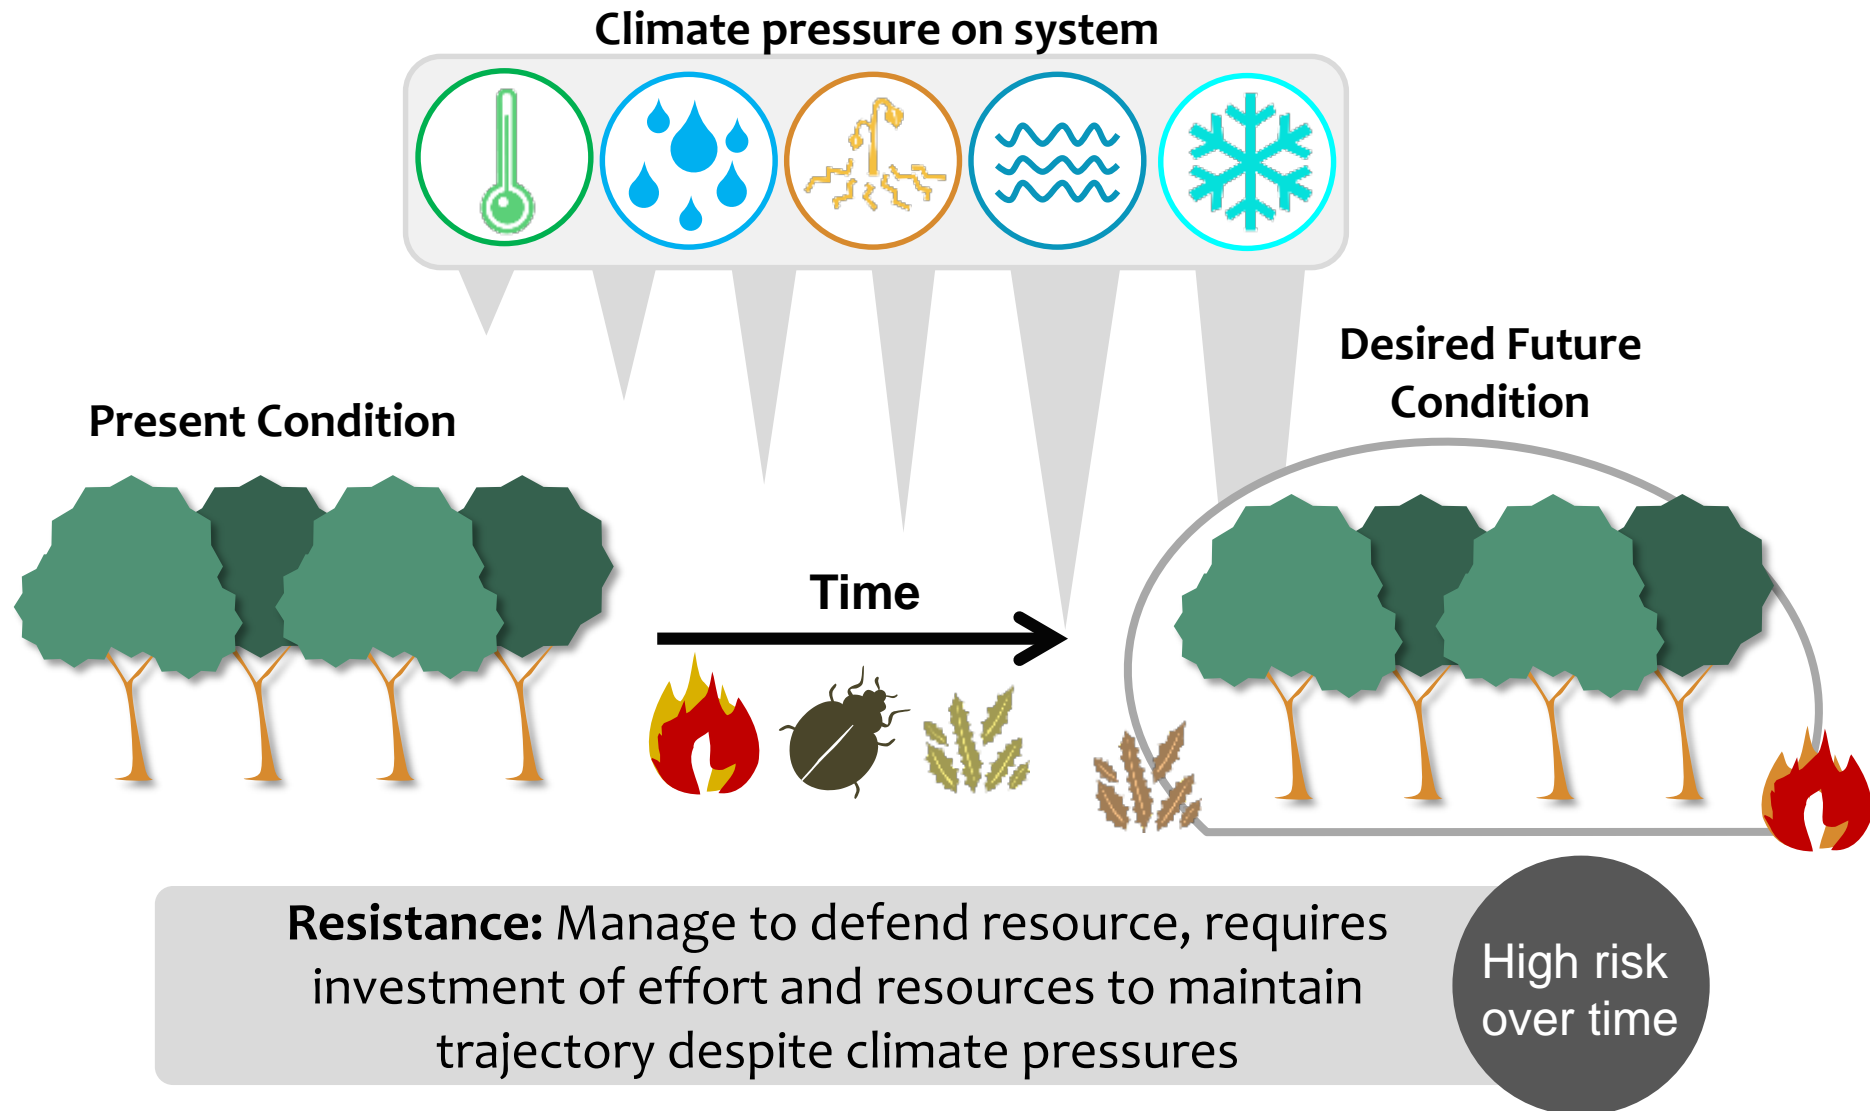 Climate pressure on system
Desired Future
Condition
Present Condition
Time
Resistance: Manage to defend resource, requires
investment of effort and resources to maintain
trajectory despite climate pressures
High risk
over time